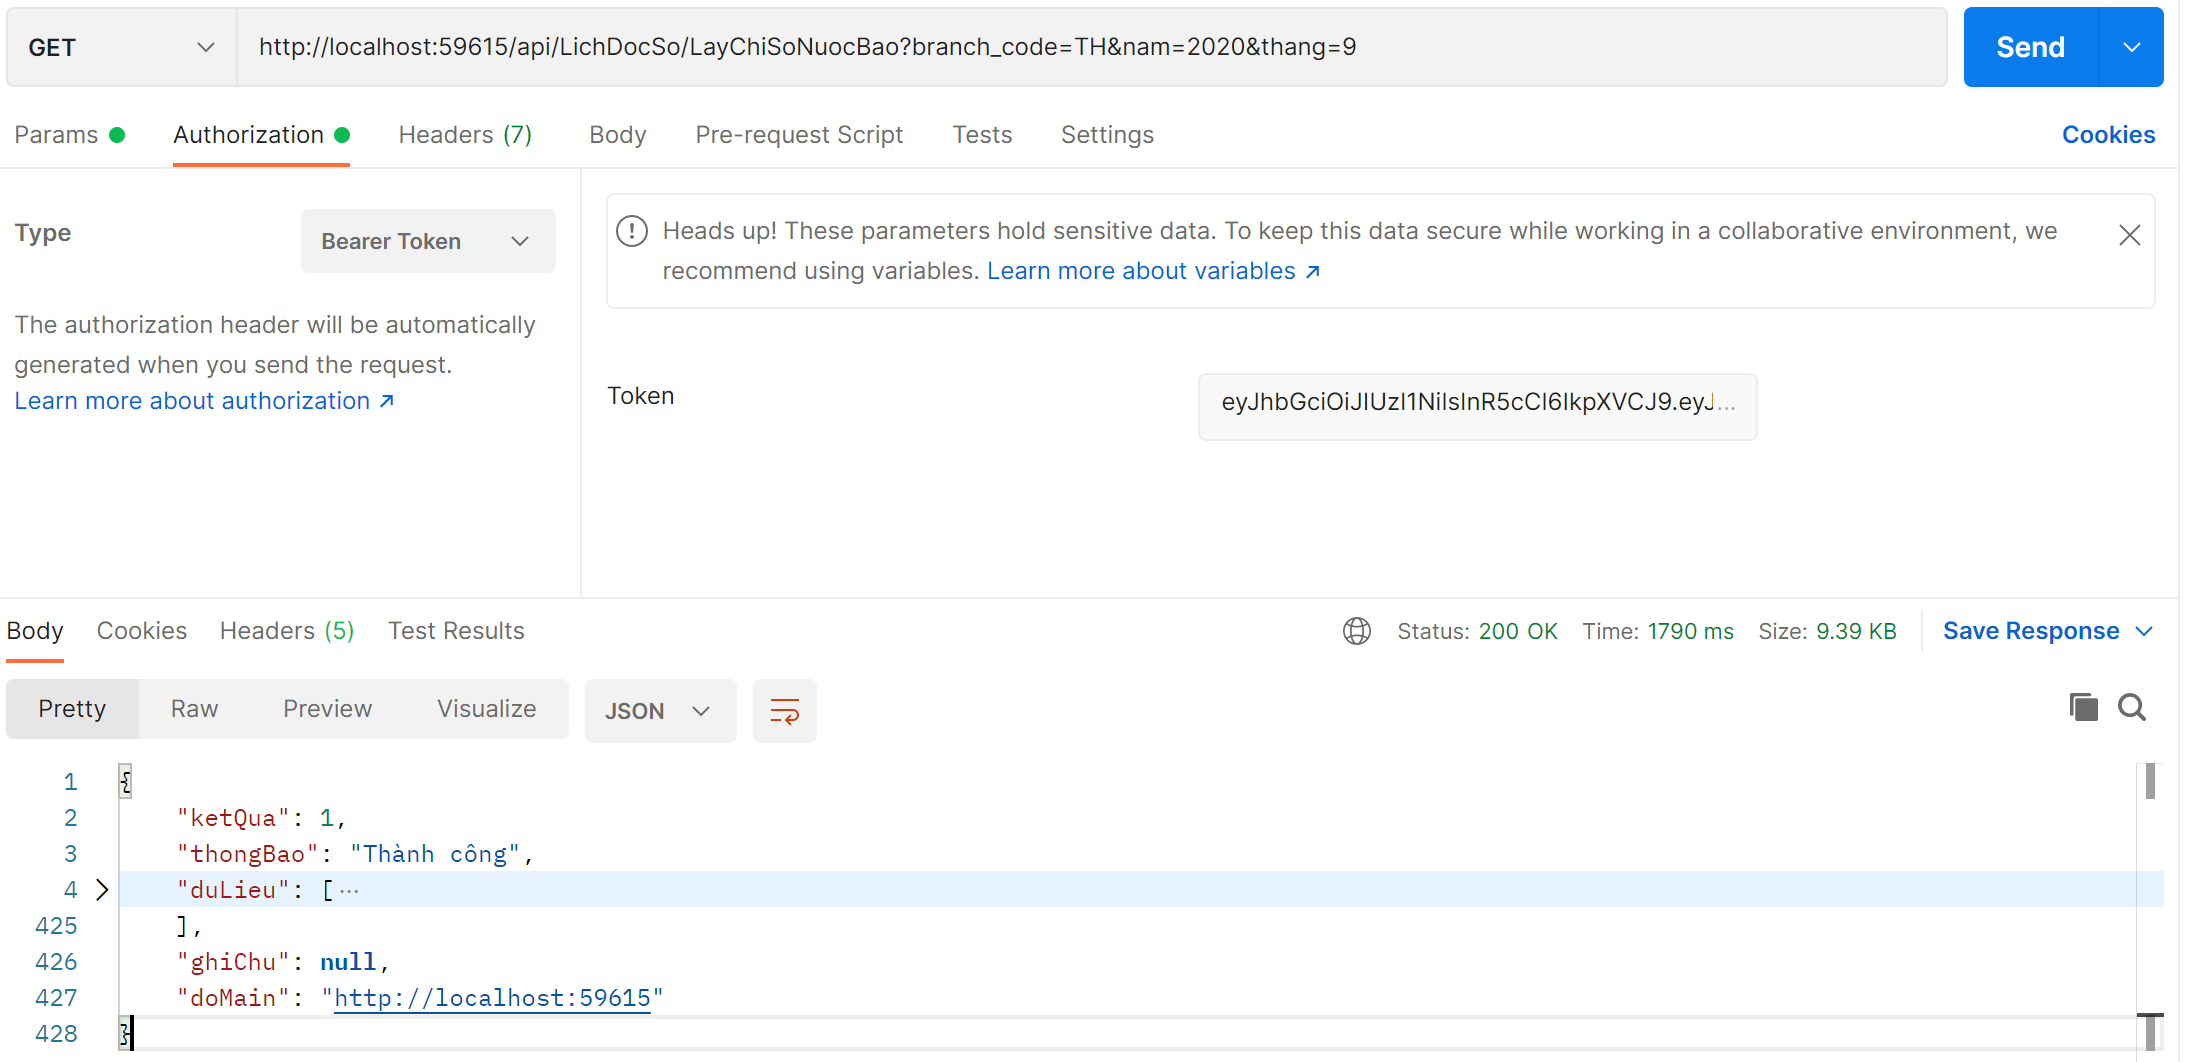 GET http://localhost:59615/api/LichDocSo/LayChiSoNuocBao?branch_code=TH&nam=2020&thang=9 Send
Params Authorization Headers (7) Body Pre-request Script Tests Settings Cookies
Type Bearer Token
The authorization header will be automatically
generated when you send the request.
Learn more about authorization ↗
Heads up! These parameters hold sensitive data. To keep this data secure while working in a collaborative environment, we
recommend using variables. Learn more about variables ↗
Token eyJhbGciOiJIUzI1NiIsInR5cCI6IkpXVCJ9.eyJ...
Body Cookies Headers (5) Test Results Status: 200 OK Time: 1790 ms Size: 9.39 KB Save Response
Pretty Raw Preview Visualize JSON
1 {
2 "ketQua": 1,
3 "thongBao": "Thành công",
4 "duLieu": [...
425 ],
426 "ghiChu": null,
427 "doMain": "http://localhost:59615"
428 }